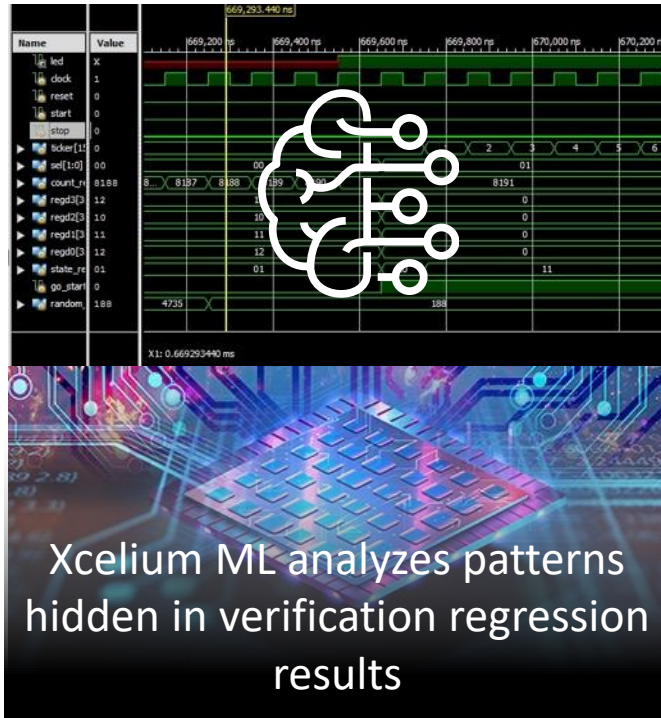 669,293.440 ns
Name Value
669,200 ns 669,400 ns 669,600 ns 669,800 ns 670,000 ns 670,200 n
led X
clock 1
reset 0
start 0
stop 0
ticker[15 0 2 3 4 5 6
sel[1:0] 00 00 01
count_re 8188 8... 8187 8188 8189 8190 8191
regd3[3 12 0
regd2[3 10 10 0
regd1[3 11 11 0
regd0[3 12 12 0
state_re 01 01 11
go_start 0
random_ 188 4735 188
X1: 0.669293440 ms
Xcelium ML analyzes patterns
hidden in verification regression
results